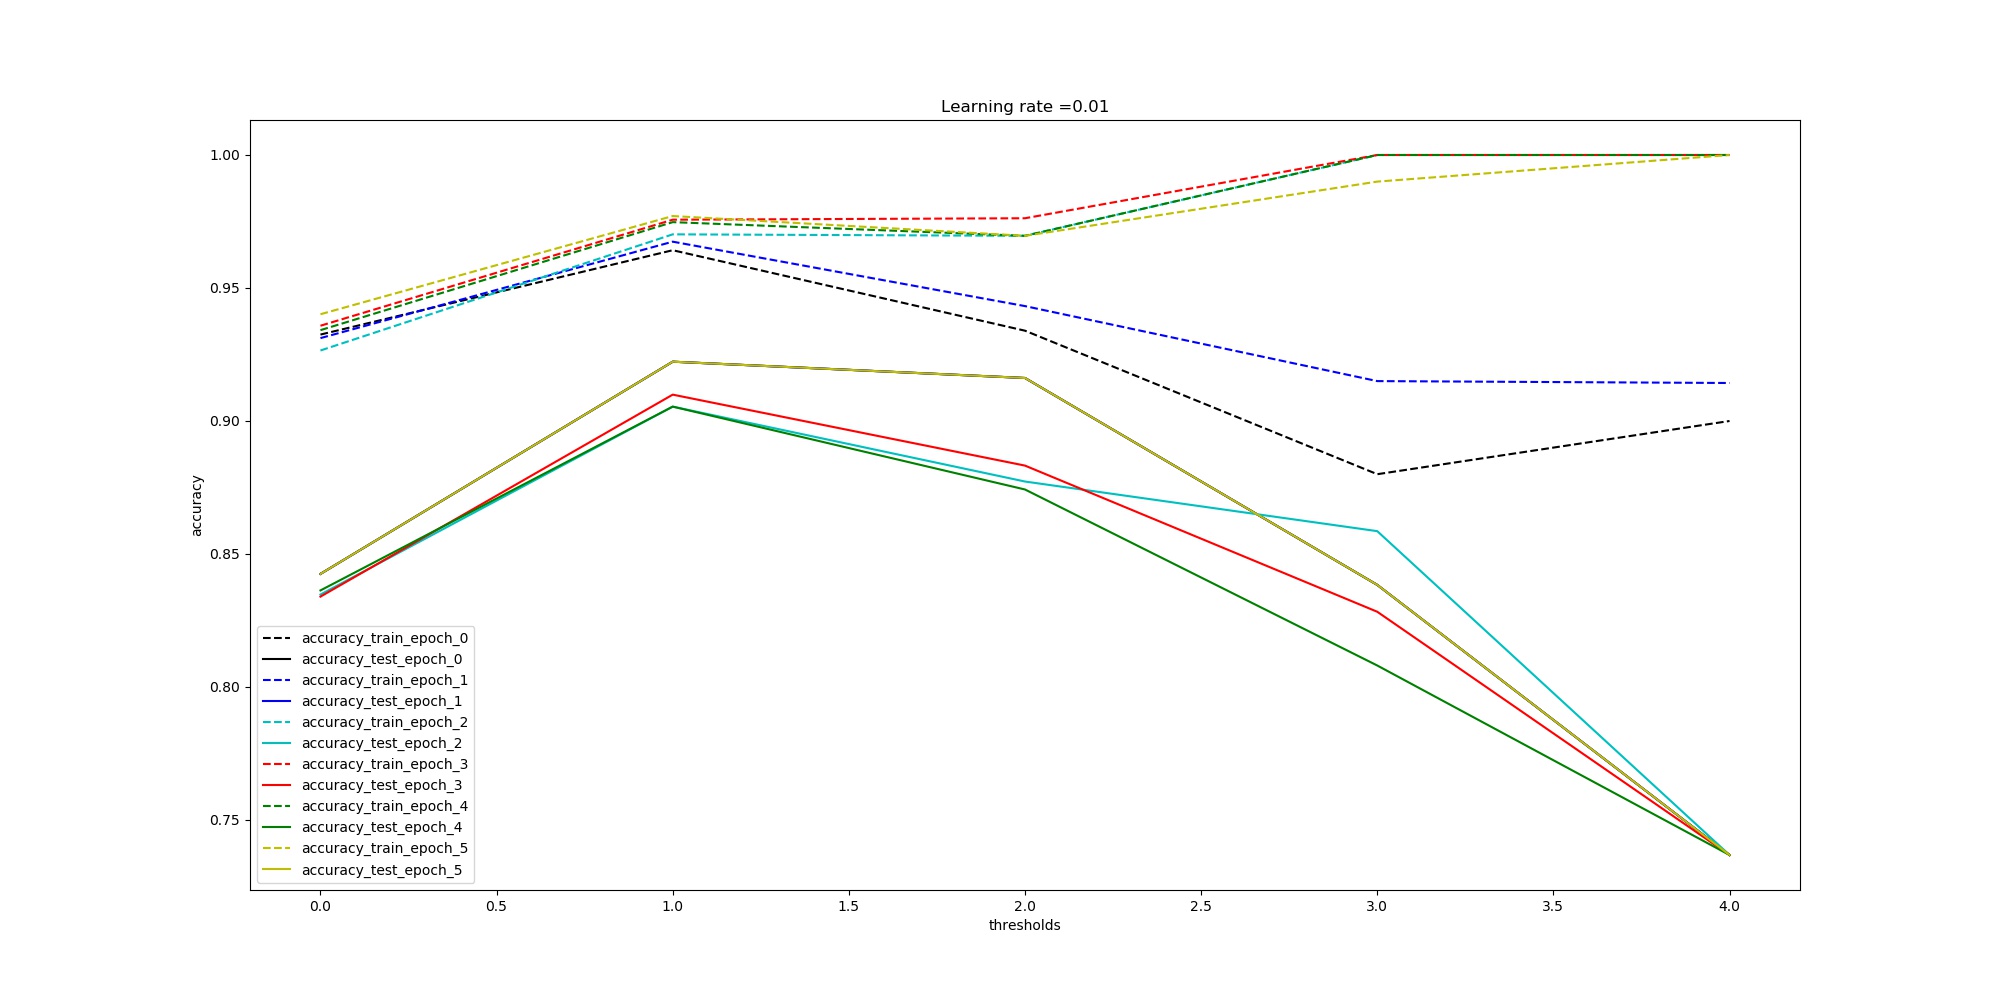 Learning rate =0.01
1.00
0.95
0.90
0.85
0.80
0.75
accuracy
accuracy_train_epoch_0
accuracy_test_epoch_0
accuracy_train_epoch_1
accuracy_test_epoch_1
accuracy_train_epoch_2
accuracy_test_epoch_2
accuracy_train_epoch_3
accuracy_test_epoch_3
accuracy_train_epoch_4
accuracy_test_epoch_4
accuracy_train_epoch_5
accuracy_test_epoch_5
0.0 0.5 1.0 1.5 2.0 2.5 3.0 3.5 4.0
thresholds